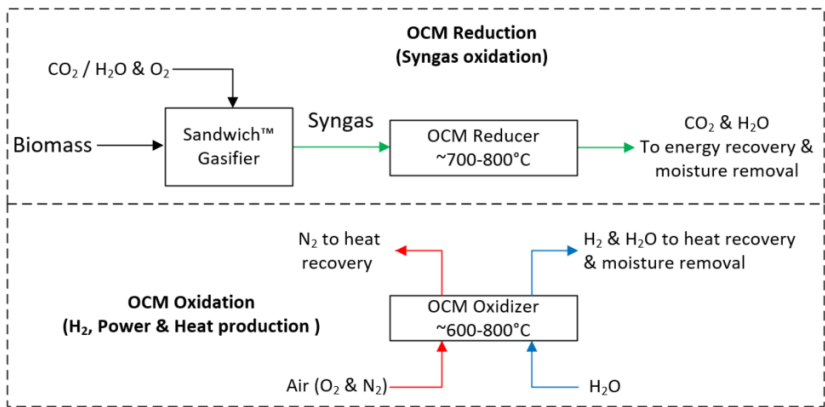 OCM Reduction
(Syngas oxidation)
CO₂ / H₂O & O₂
Biomass
Sandwich™
Gasifier
Syngas
OCM Reducer
~700-800°C
CO₂ & H₂O
To energy recovery &
moisture removal
N₂ to heat
recovery
H₂ & H₂O to heat recovery
& moisture removal
OCM Oxidation
(H₂, Power & Heat production )
OCM Oxidizer
~600-800°C
Air (O₂ & N₂)
H₂O